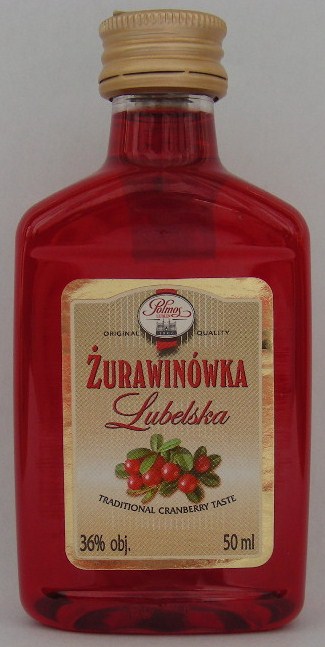 Polmos
ORIGINAL QUALITY
ŻURAWINÓWKA
Lubelska
TRADITIONAL CRANBERRY TASTE
36% obj. 50 ml